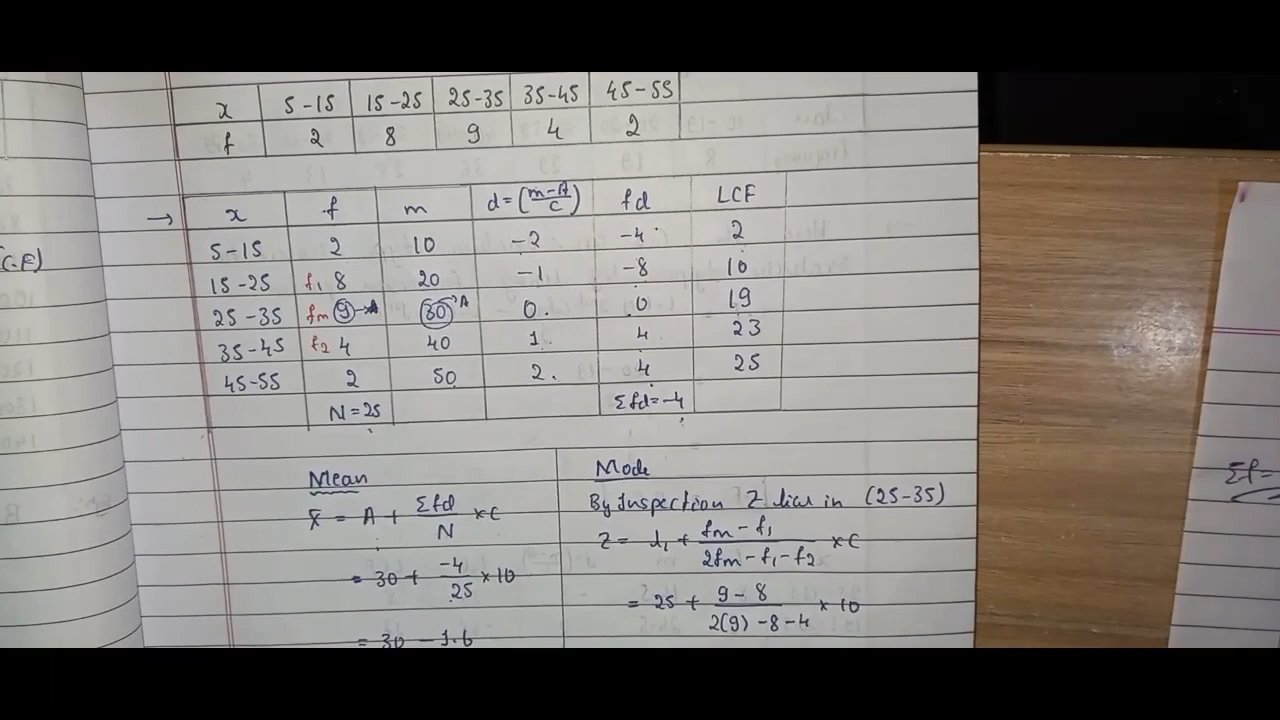 x 5-15 15-25 25-35 35-45 45-55
f 2 8 9 4 2
→ x f m d=(m-A/c) fd LCF
5-15 2 10 -2 -4 2
15-25 f₁ 8 20 -1 -8 10
25-35 fm 9→A 30→A 0 0 19
35-45 f₂ 4 40 1 4 23
45-55 2 50 2 4 25
N=25 Σfd=-4
(C.F)
Mean
x̄ = A + Σfd/N ×C
= 30 + -4/25 ×10
= 30 - 1.6
Mode
By Inspection Z lies in (25-35)
Z = l₁ + fm-f₁/2fm-f₁-f₂ ×C
= 25 + 9-8/2(9)-8-4 ×10
Σf=